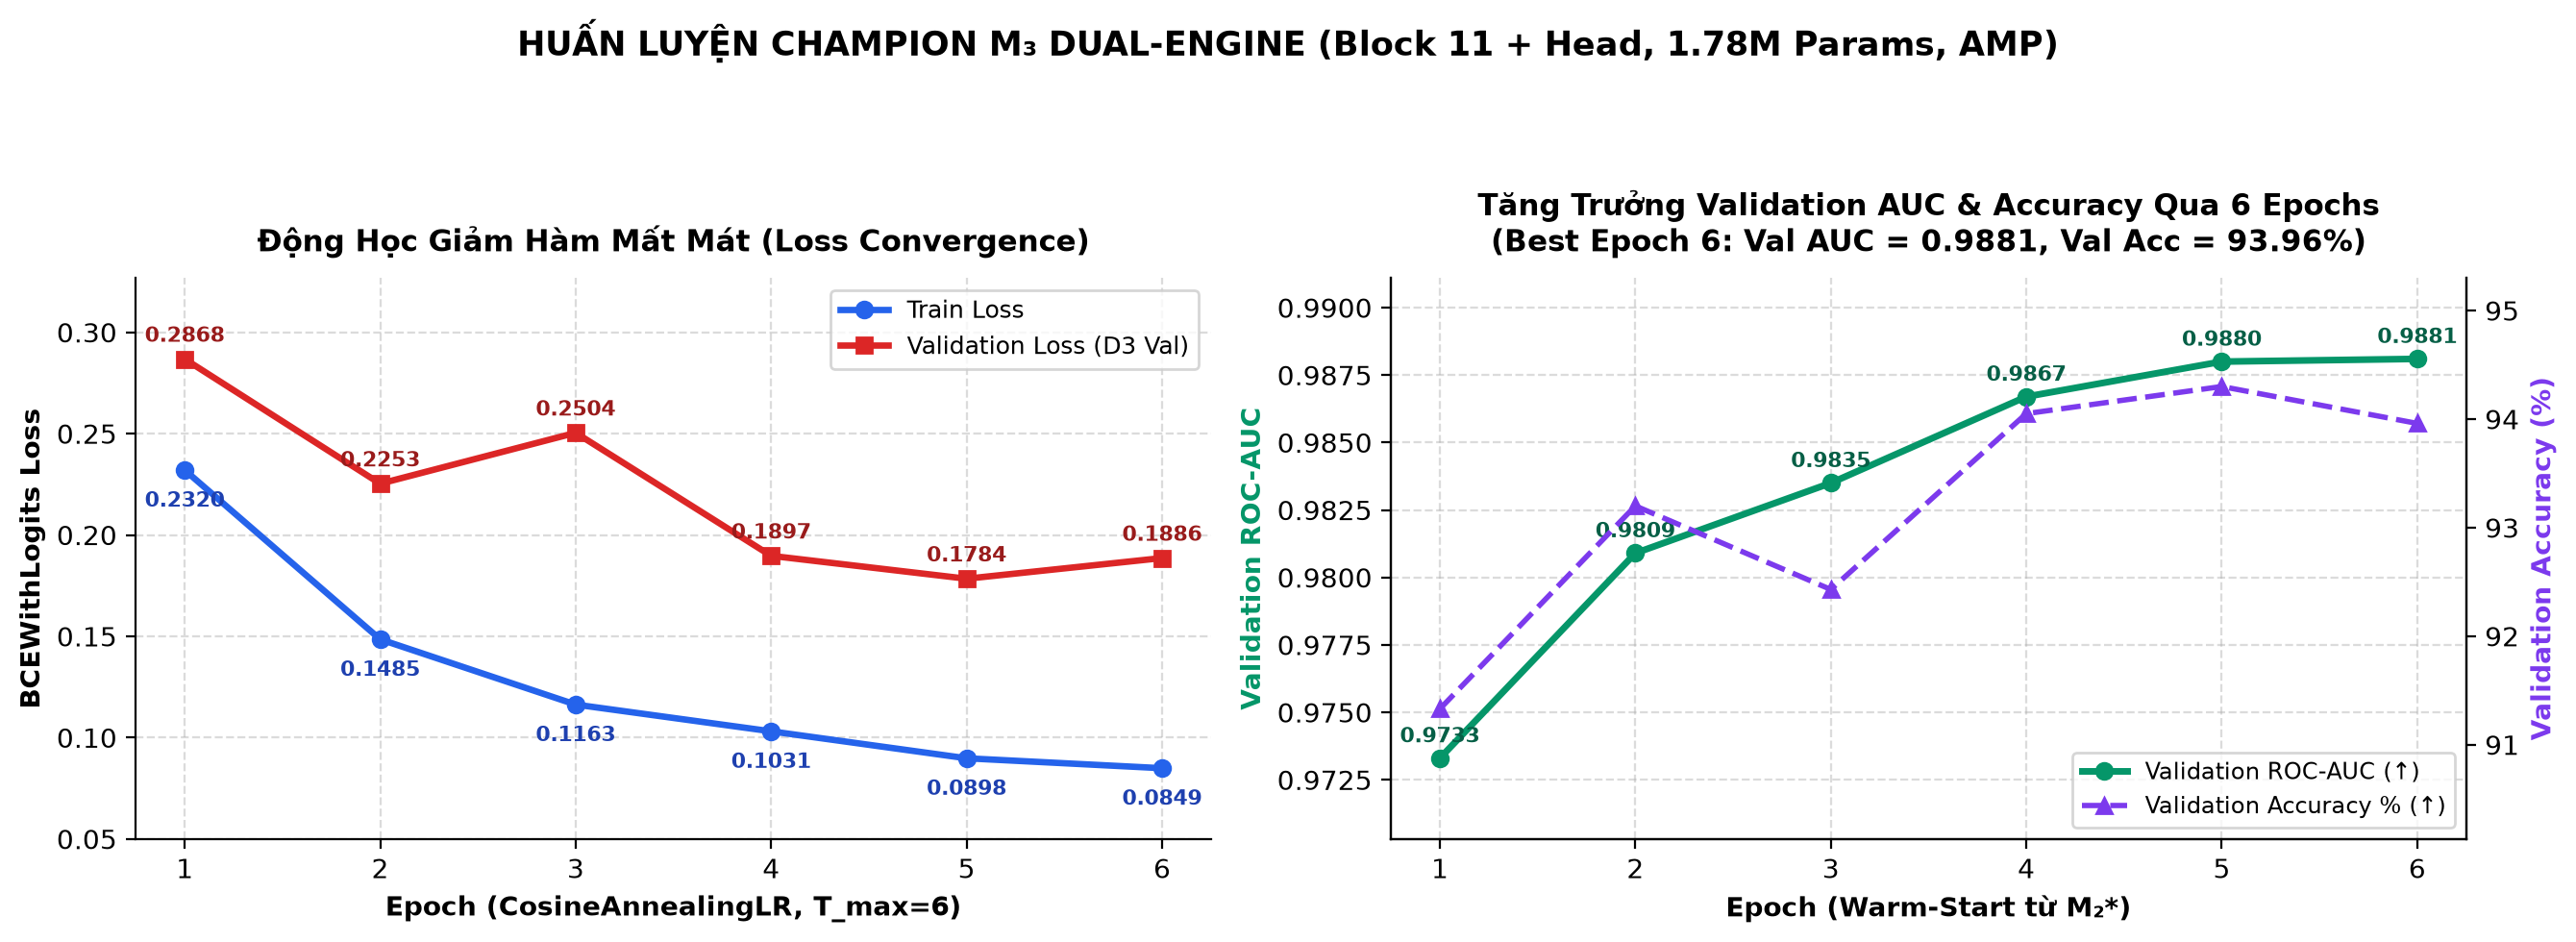 HUẤN LUYỆN CHAMPION M₃ DUAL-ENGINE (Block 11 + Head, 1.78M Params, AMP)
Động Học Giảm Hàm Mất Mát (Loss Convergence)
BCEWithLogits Loss
0.30
0.25
0.20
0.15
0.10
0.05
Train Loss
Validation Loss (D3 Val)
0.2868
0.2253
0.2504
0.1897
0.1784
0.1886
0.2320
0.1485
0.1163
0.1031
0.0898
0.0849
1 2 3 4 5 6
Epoch (CosineAnnealingLR, T_max=6)
Tăng Trưởng Validation AUC & Accuracy Qua 6 Epochs
(Best Epoch 6: Val AUC = 0.9881, Val Acc = 93.96%)
Validation ROC-AUC
0.9900
0.9875
0.9850
0.9825
0.9800
0.9775
0.9750
0.9725
0.9733
0.9809
0.9835
0.9867
0.9880
0.9881
Validation ROC-AUC (↑)
Validation Accuracy % (↑)
95
94
93
92
91
Validation Accuracy (%)
1 2 3 4 5 6
Epoch (Warm-Start từ M₂*)